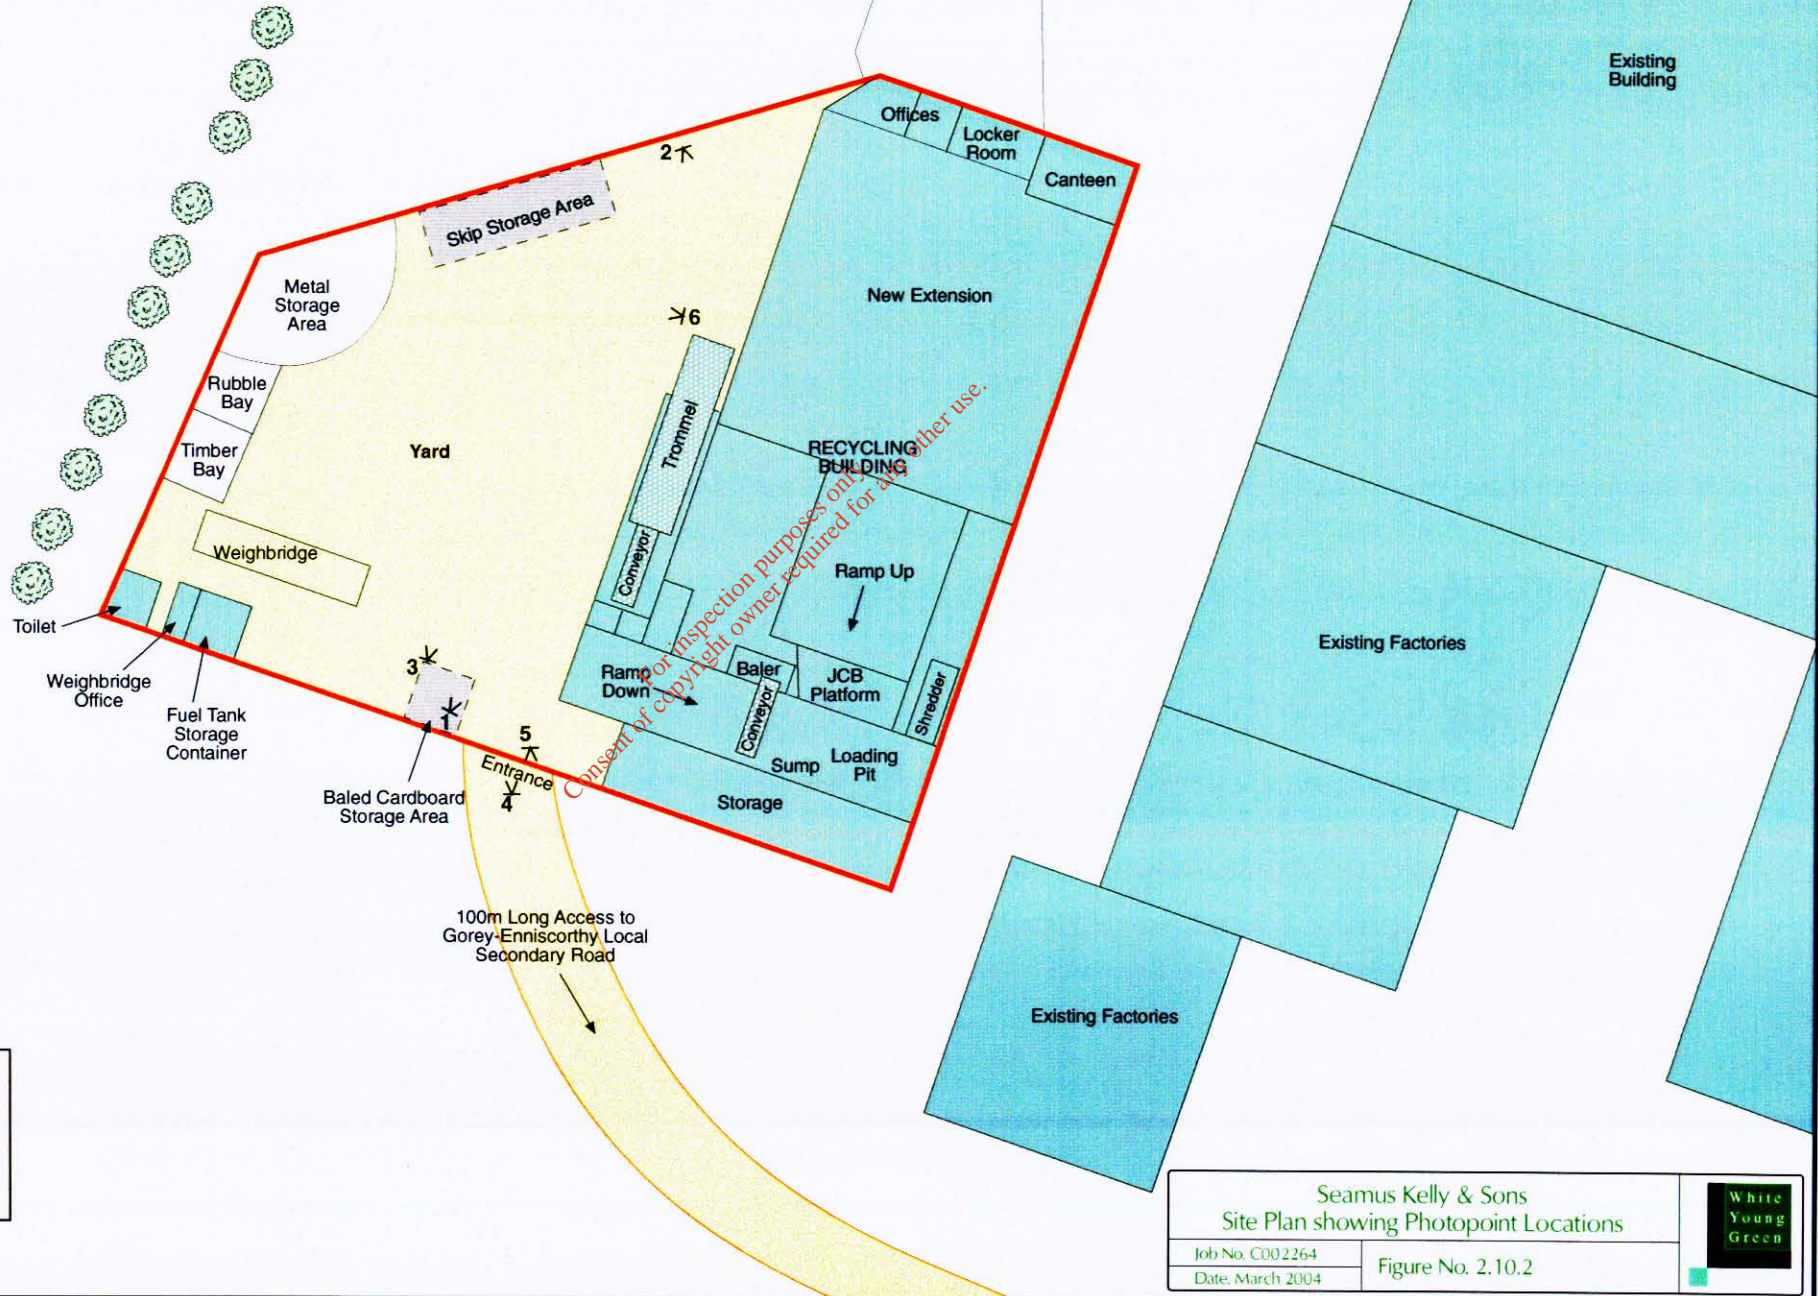 Existing
Building
Offices
Locker
Room
Canteen
2
Skip Storage Area
Metal
Storage
Area
New Extension
6
Rubble
Bay
Timber
Bay
Yard
Trommel
RECYCLING
BUILDING
Weighbridge
Conveyor
Ramp Up
Toilet
Weighbridge
Office
Fuel Tank
Storage
Container
3
1
Baled Cardboard
Storage Area
5
Entrance
4
Ramp
Down
Baler
Conveyor
JCB
Platform
Shredder
Sump
Loading
Pit
Storage
Existing Factories
Existing Factories
100m Long Access to
Gorey-Enniscorthy Local
Secondary Road
For inspection purposes only.
Consent of copyright owner required for any other use.
Seamus Kelly & Sons
Site Plan showing Photopoint Locations
Job No. C002264
Date. March 2004
Figure No. 2.10.2
White
Young
Green